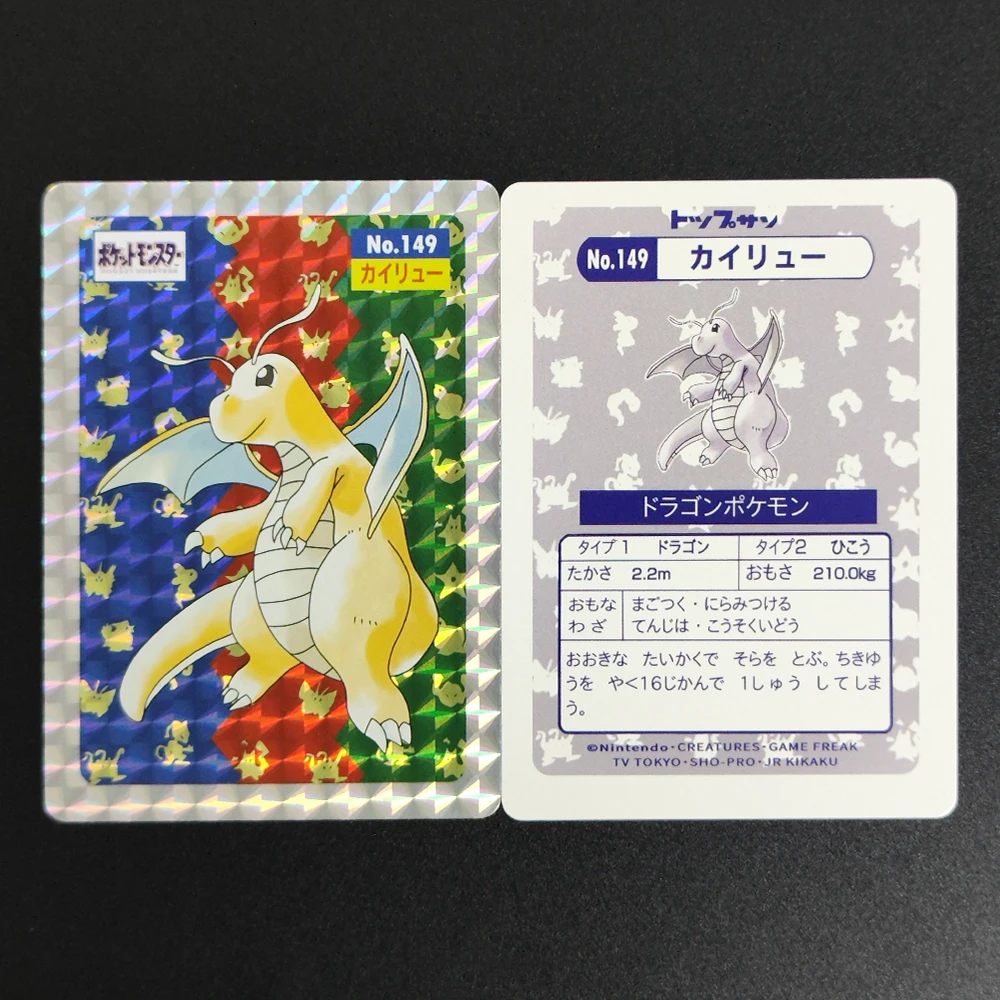 ポケットモンスター
No.149
カイリュー
トップサン
No.149 カイリュー
ドラゴンポケモン
タイプ1 ドラゴン タイプ2 ひこう
たかさ 2.2m おもさ 210.0kg
おもな わざ
まごつく・にらみつける
てんじは・こうそくいどう
おおきな たいかくで そらを とぶ。ちきゆ
うを やく16じかんで 1しゅう してしま
う。
©Nintendo・CREATURES・GAME FREAK
TV TOKYO・SHO-PRO・JR KIKAKU